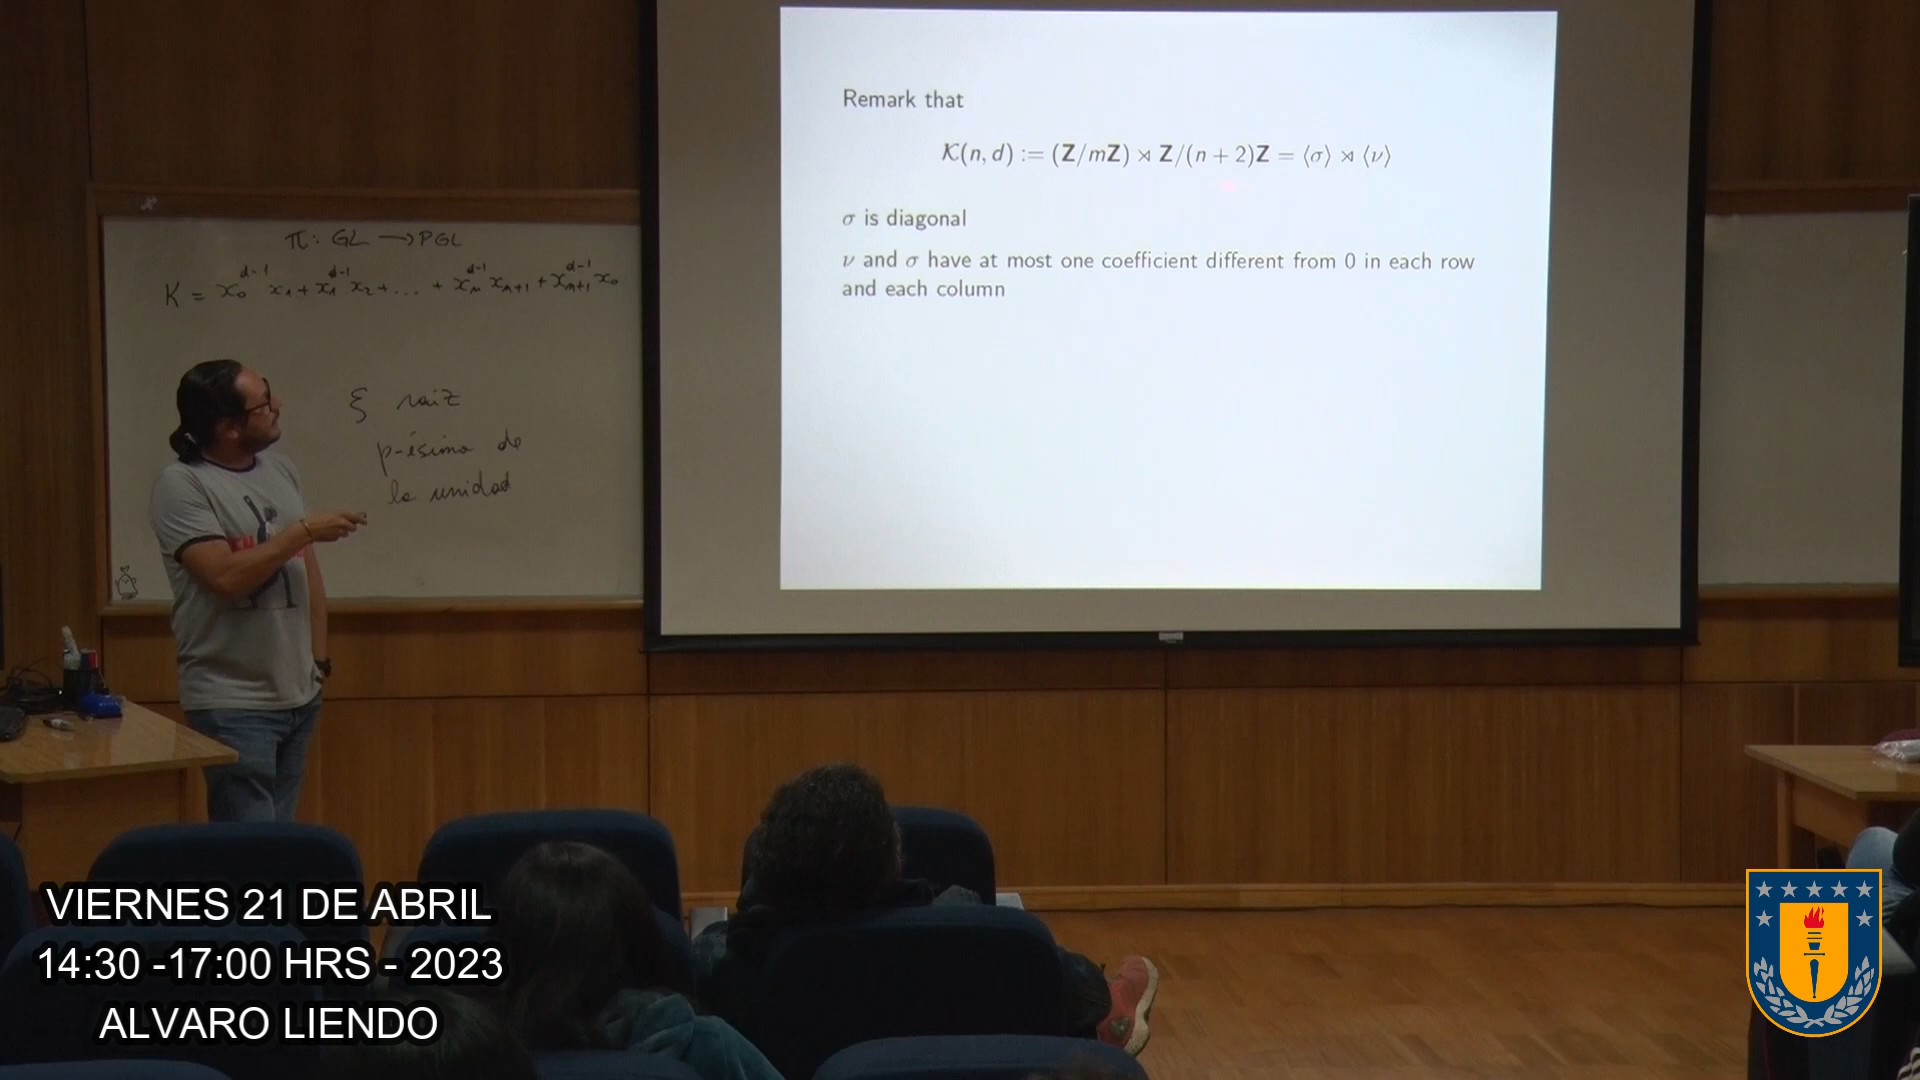 π: GL → PGL
K = x₀^{d-1} x₁ + x₁^{d-1} x₂ + ... + x_n^{d-1} x_{n+1} + x_{n+1}^{d-1} x₀
ξ raiz
p-ésima de
la unidad
Remark that
K(n, d) := (Z/mZ) ⋊ Z/(n + 2)Z = ⟨σ⟩ ⋊ ⟨ν⟩
σ is diagonal
ν and σ have at most one coefficient different from 0 in each row
and each column
VIERNES 21 DE ABRIL
14:30 -17:00 HRS - 2023
ALVARO LIENDO